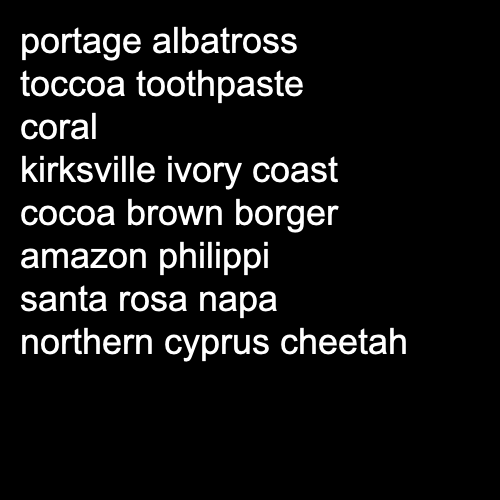 portage albatross
toccoa toothpaste
coral
kirksville ivory coast
cocoa brown borger
amazon philippi
santa rosa napa
northern cyprus cheetah